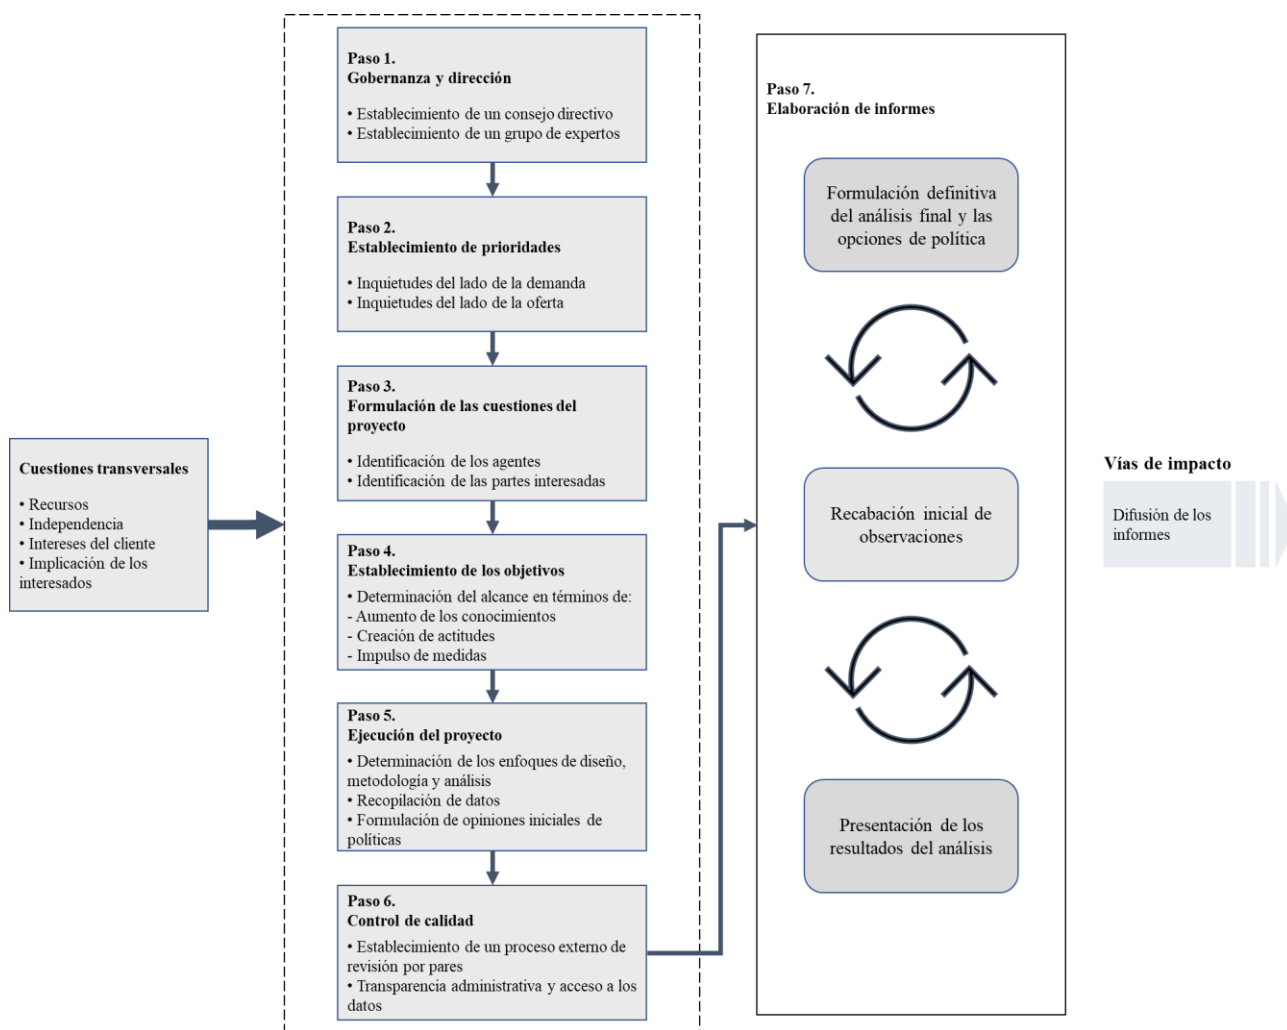 Cuestiones transversales
• Recursos
• Independencia
• Intereses del cliente
• Implicación de los
interesados
Paso 1.
Gobernanza y dirección
• Establecimiento de un consejo directivo
• Establecimiento de un grupo de expertos
Paso 2.
Establecimiento de prioridades
• Inquietudes del lado de la demanda
• Inquietudes del lado de la oferta
Paso 3.
Formulación de las cuestiones del
proyecto
• Identificación de los agentes
• Identificación de las partes interesadas
Paso 4.
Establecimiento de los objetivos
• Determinación del alcance en términos de:
- Aumento de los conocimientos
- Creación de actitudes
- Impulso de medidas
Paso 5.
Ejecución del proyecto
• Determinación de los enfoques de diseño,
metodología y análisis
• Recopilación de datos
• Formulación de opiniones iniciales de
políticas
Paso 6.
Control de calidad
• Establecimiento de un proceso externo de
revisión por pares
• Transparencia administrativa y acceso a los
datos
Paso 7.
Elaboración de informes
Formulación definitiva
del análisis final y las
opciones de política
Recabación inicial de
observaciones
Presentación de los
resultados del análisis
Vías de impacto
Difusión de los
informes